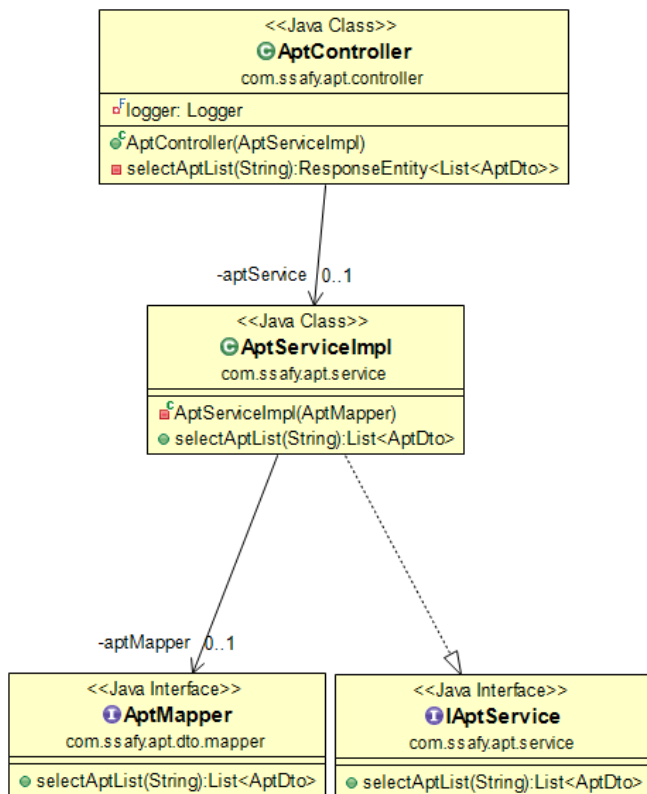 <<Java Class>>
C AptController
com.ssafy.apt.controller
F logger: Logger
C AptController(AptServiceImpl)
selectAptList(String):ResponseEntity<List<AptDto>>
-aptService 0..1
<<Java Class>>
C AptServiceImpl
com.ssafy.apt.service
C AptServiceImpl(AptMapper)
selectAptList(String):List<AptDto>
-aptMapper 0..1
<<Java Interface>>
I AptMapper
com.ssafy.apt.dto.mapper
selectAptList(String):List<AptDto>
<<Java Interface>>
I IAptService
com.ssafy.apt.service
selectAptList(String):List<AptDto>